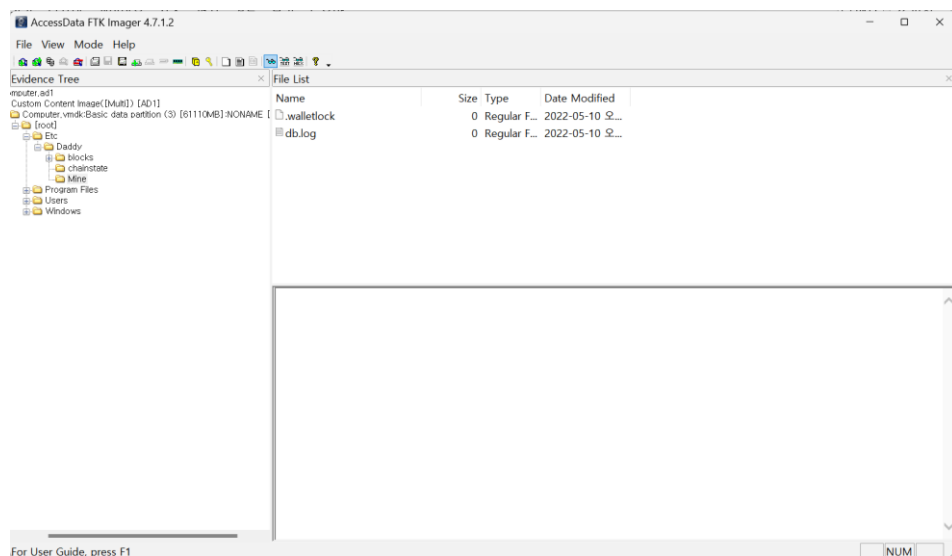 AccessData FTK Imager 4.7.1.2
File View Mode Help
Evidence Tree
mputer.ad1
Custom Content Image([Multi]) [AD1]
Computer.vmdk:Basic data partition (3) [61110MB]:NONAME [
[root]
Etc
Daddy
blocks
chainstate
Mine
Program Files
Users
Windows
File List
Name Size Type Date Modified
.walletlock 0 Regular F... 2022-05-10 오...
db.log 0 Regular F... 2022-05-10 오...
For User Guide, press F1
NUM